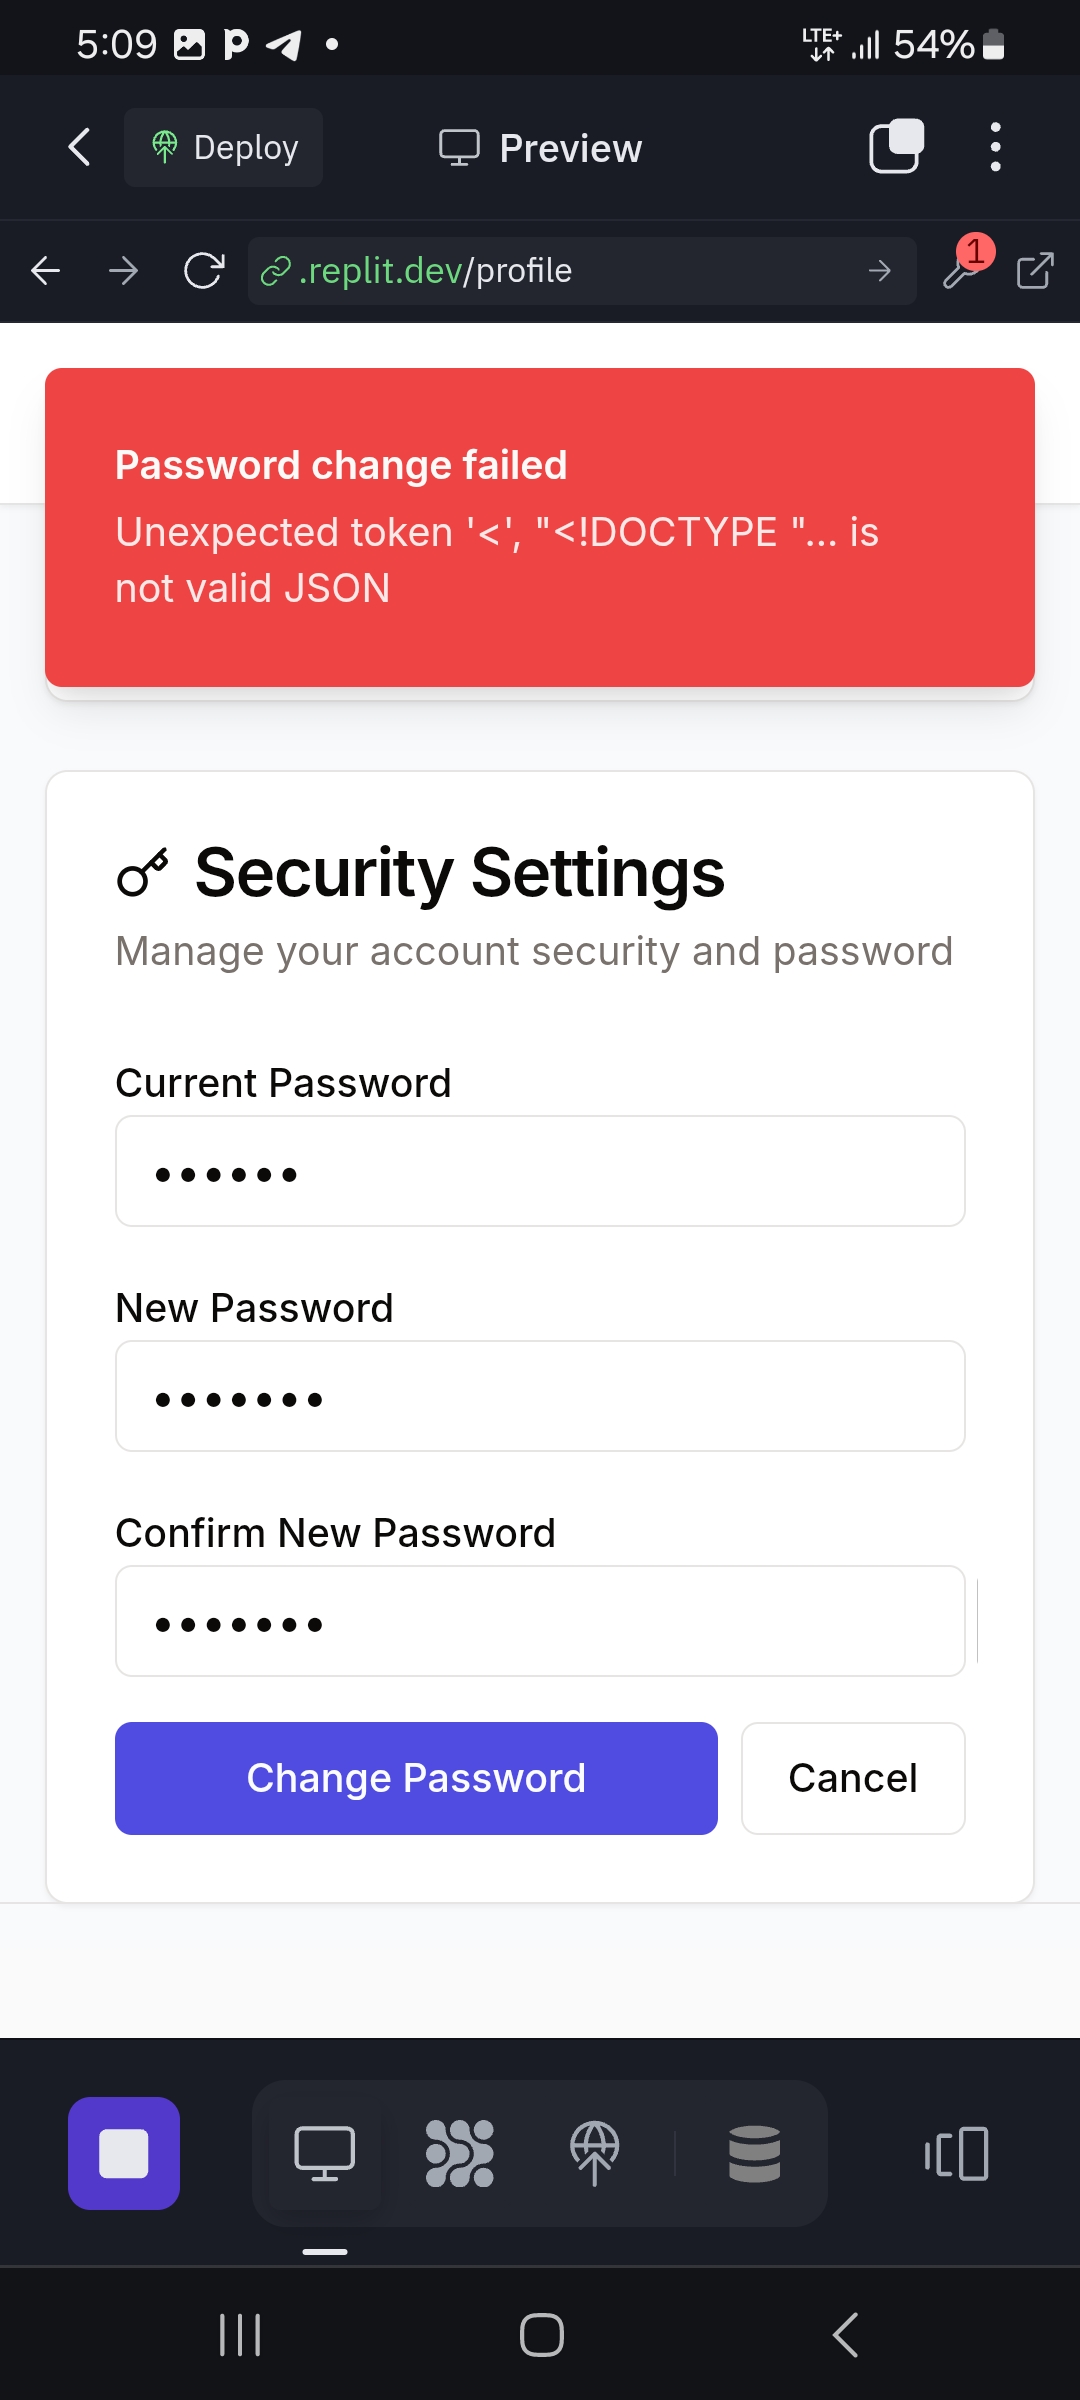 5:09
LTE+
54%
Deploy
Preview
.replit.dev/profile
1
Password change failed
Unexpected token '<', "<!DOCTYPE "... is
not valid JSON
Security Settings
Manage your account security and password
Current Password
••••••
New Password
•••••••
Confirm New Password
•••••••
Change Password
Cancel